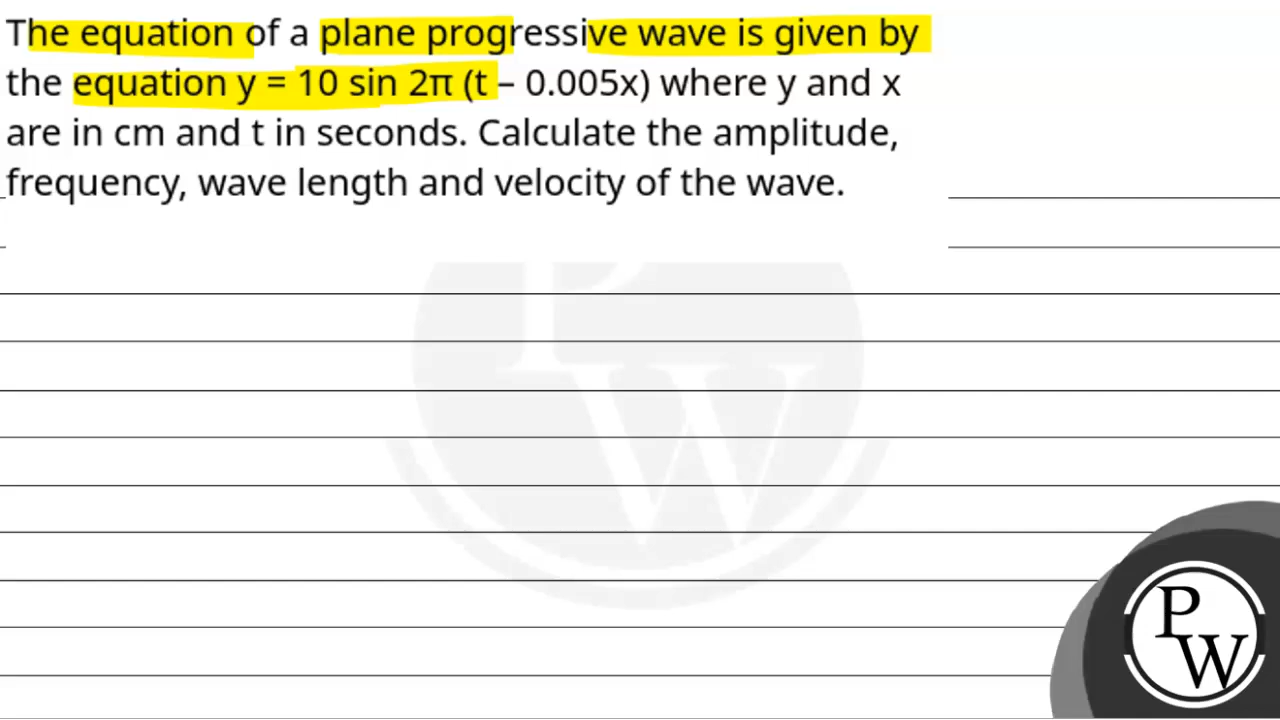 The equation of a plane progressive wave is given by
the equation y = 10 sin 2π (t – 0.005x) where y and x
are in cm and t in seconds. Calculate the amplitude,
frequency, wave length and velocity of the wave.
PW
PW